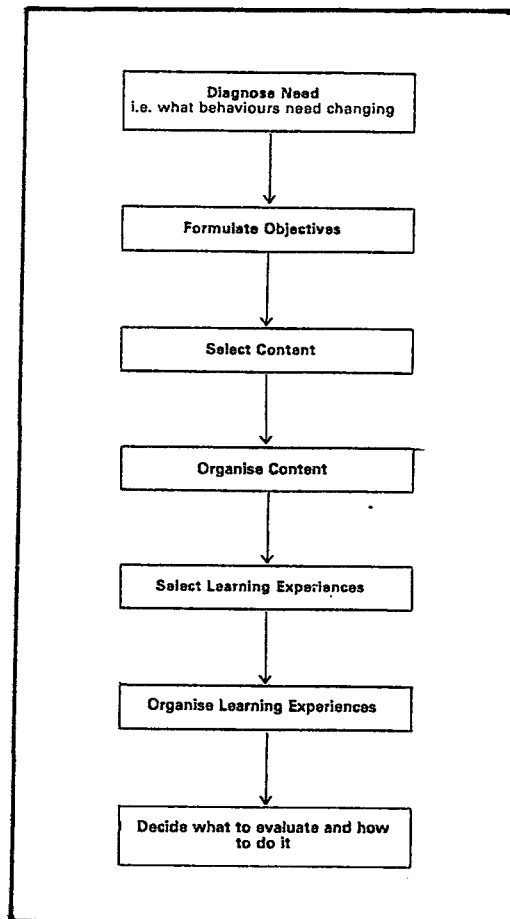 Diagnose Need
i.e. what behaviours need changing
Formulate Objectives
Select Content
Organise Content
Select Learning Experiences
Organise Learning Experiences
Decide what to evaluate and how
to do it